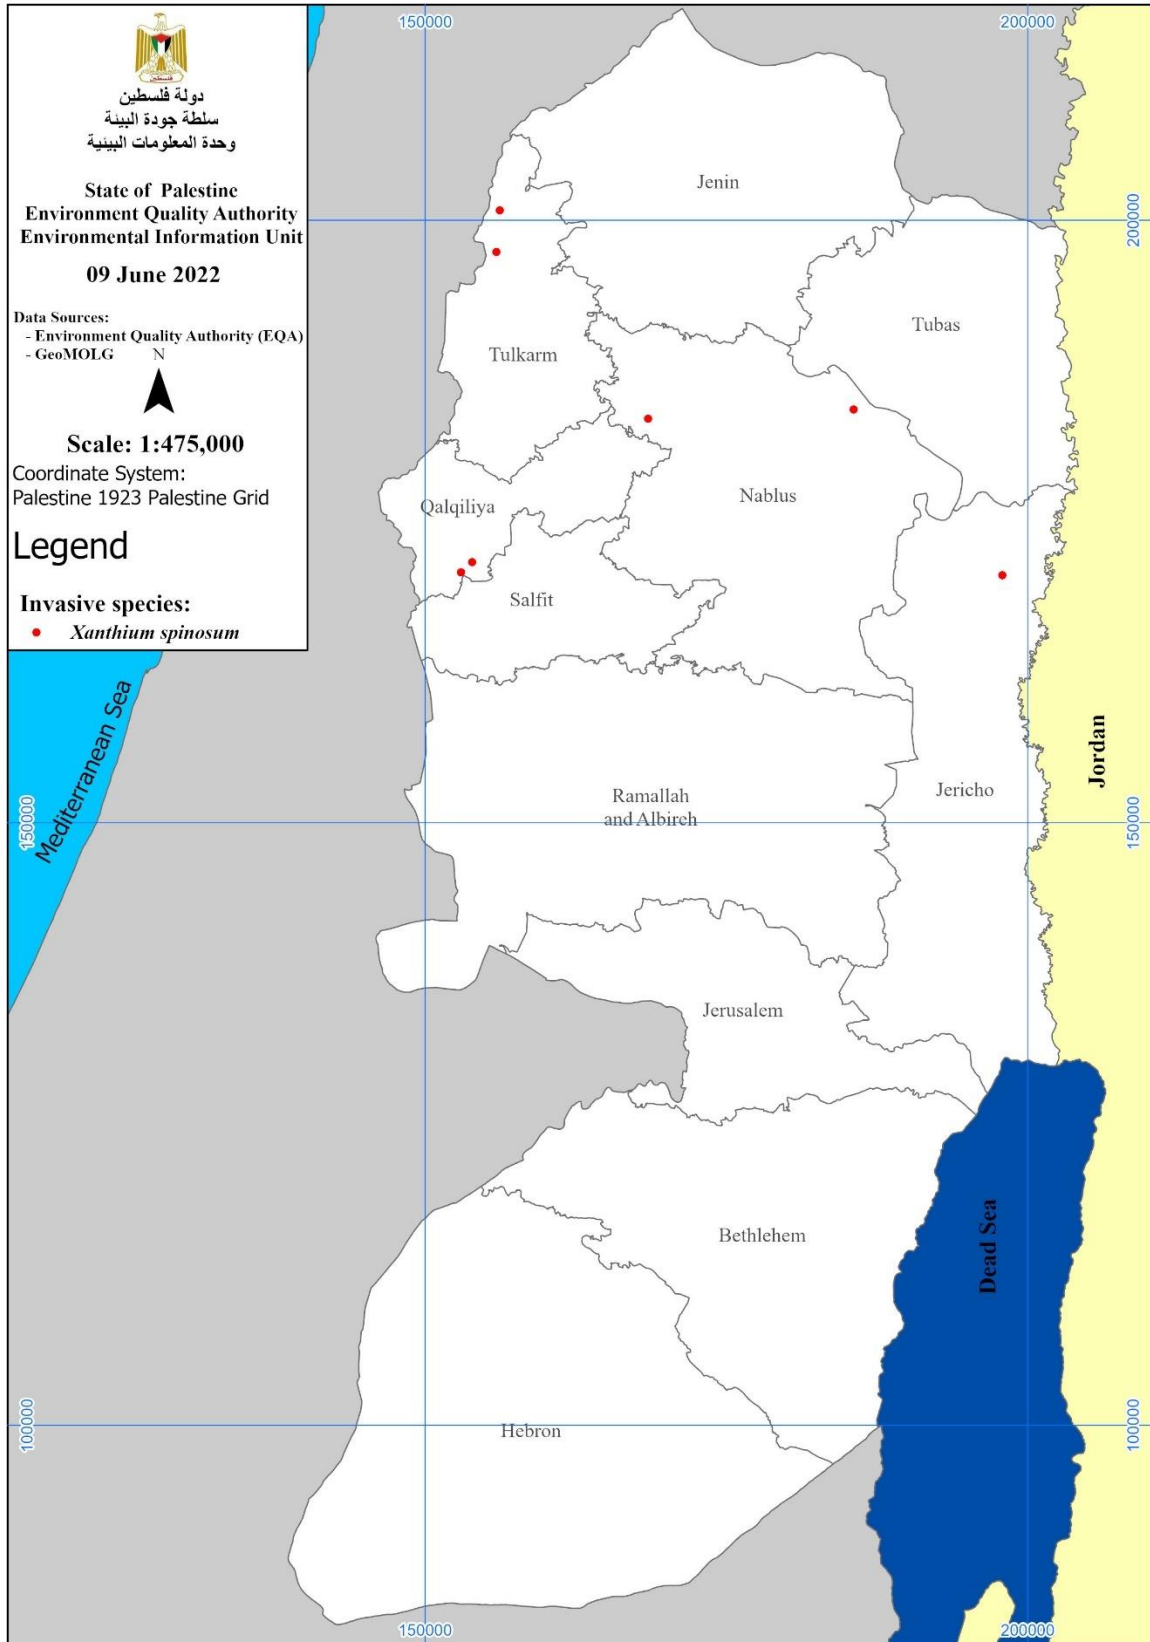 فلسطين
دولة فلسطين
سلطة جودة البيئة
وحدة المعلومات البيئية
State of Palestine
Environment Quality Authority
Environmental Information Unit
09 June 2022
Data Sources:
- Environment Quality Authority (EQA)
- GeoMOLG
N
Scale: 1:475,000
Coordinate System:
Palestine 1923 Palestine Grid
Legend
Invasive species:
Xanthium spinosum
150000
200000
Jenin
200000
Tubas
Tulkarm
Nablus
Qalqiliya
Salfit
Mediterranean Sea
Jordan
Jericho
Ramallah
and Albireh
150000
150000
Jerusalem
Bethlehem
Dead Sea
100000
100000
Hebron
150000
200000